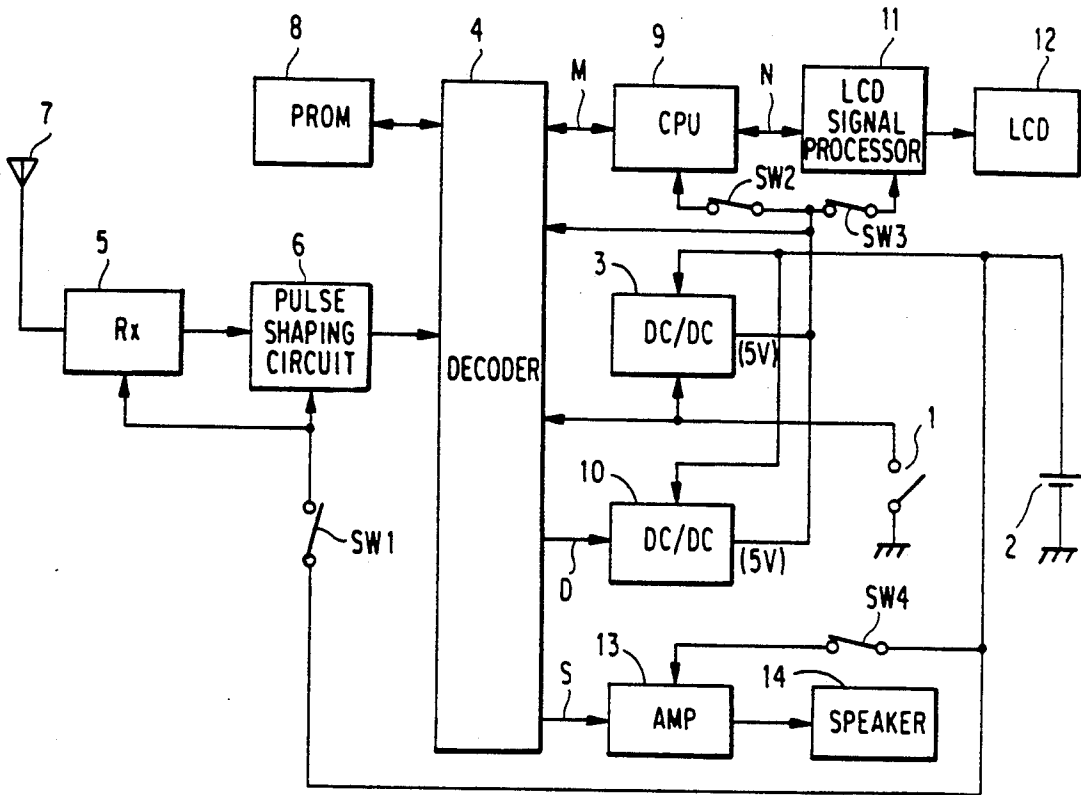 8
4
M
9
N
11
12
7
PROM
CPU
LCD
SIGNAL
PROCESSOR
LCD
SW2
SW3
5
6
3
Rx
PULSE
SHAPING
CIRCUIT
DECODER
DC/DC
(5V)
1
10
SW1
D
DC/DC
(5V)
2
SW4
13
14
S
AMP
SPEAKER